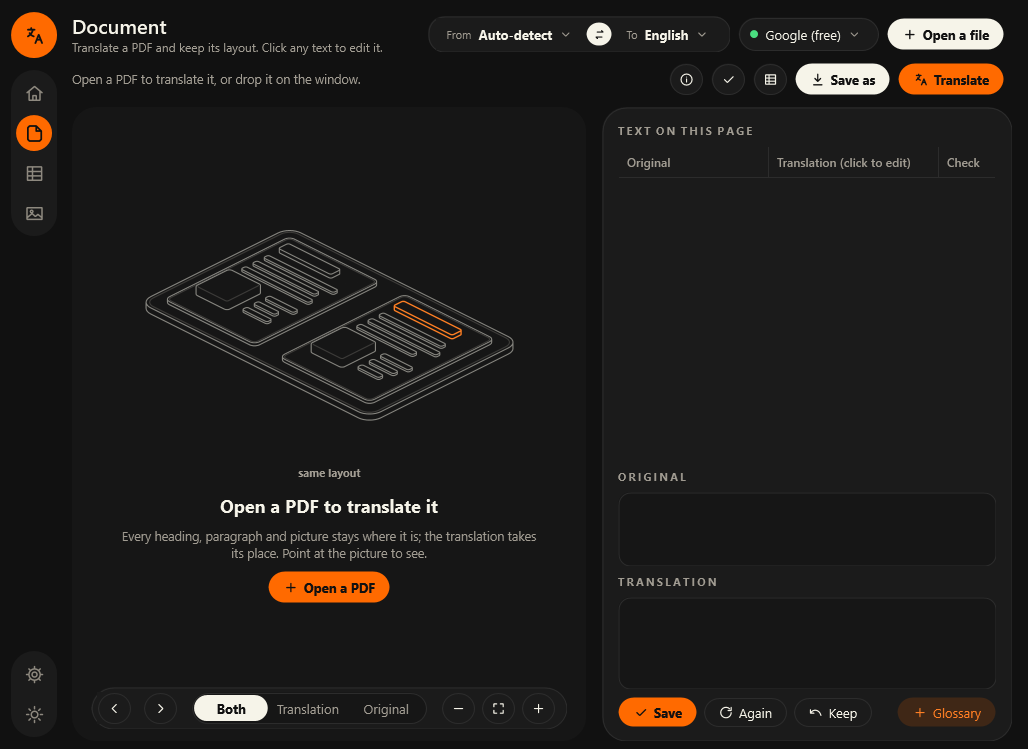 Document
Translate a PDF and keep its layout. Click any text to edit it.
From Auto-detect
To English
Google (free)
Open a file
Open a PDF to translate it, or drop it on the window.
Save as
Translate
same layout
Open a PDF to translate it
Every heading, paragraph and picture stays where it is; the translation takes
its place. Point at the picture to see.
Open a PDF
Both Translation Original
TEXT ON THIS PAGE
Original Translation (click to edit) Check
ORIGINAL
TRANSLATION
Save Again Keep Glossary